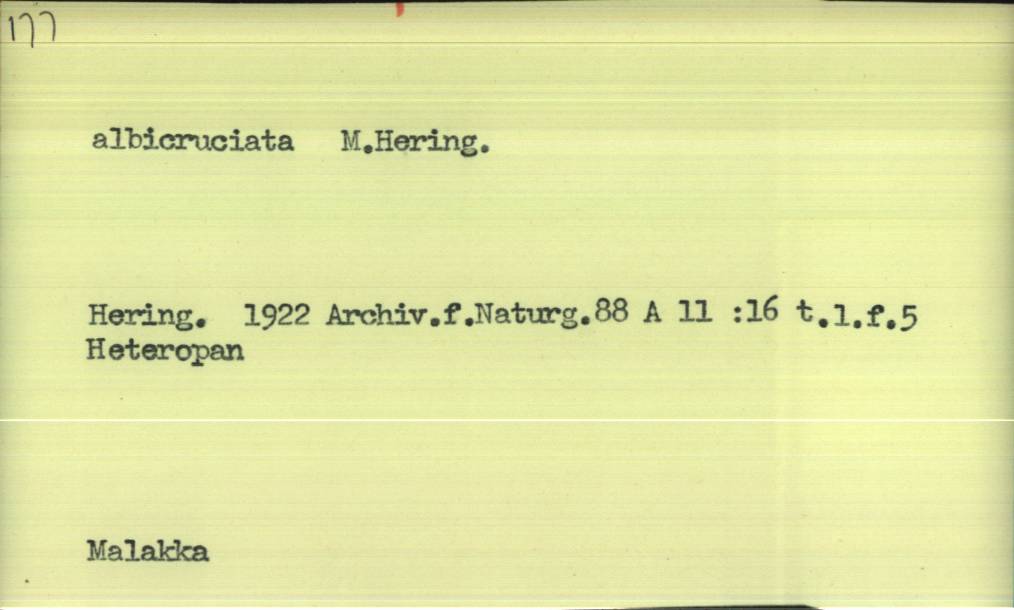 177
albicruciata M.Hering.
Hering. 1922 Archiv.f.Naturg.88 A 11 :16 t.1.f.5
Heteropan
Malakka